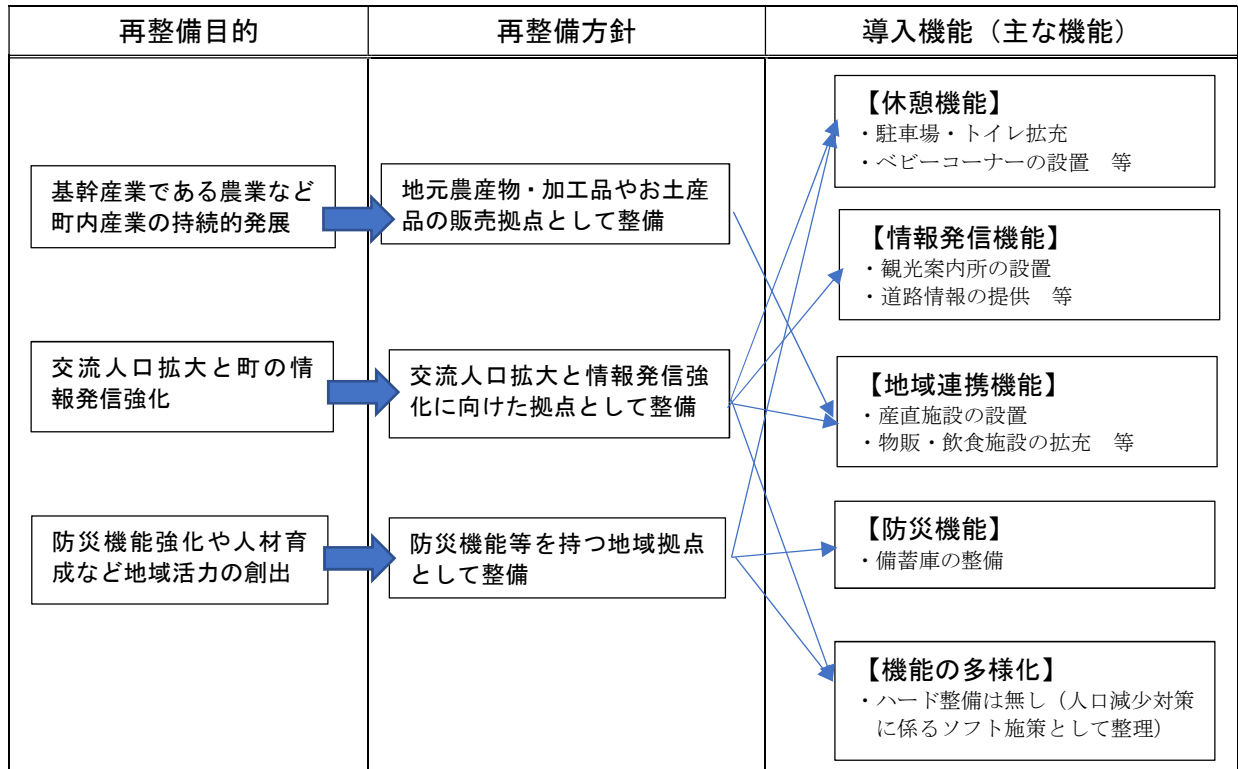 再整備目的
再整備方針
導入機能（主な機能）
基幹産業である農業など
町内産業の持続的発展
地元農産物・加工品やお土産
品の販売拠点として整備
交流人口拡大と町の情
報発信強化
交流人口拡大と情報発信強
化に向けた拠点として整備
防災機能強化や人材育
成など地域活力の創出
防災機能等を持つ地域拠点
として整備
【休憩機能】
・駐車場・トイレ拡充
・ベビーコーナーの設置　等
【情報発信機能】
・観光案内所の設置
・道路情報の提供　等
【地域連携機能】
・産直施設の設置
・物販・飲食施設の拡充　等
【防災機能】
・備蓄庫の整備
【機能の多様化】
・ハード整備は無し（人口減少対策
に係るソフト施策として整理）